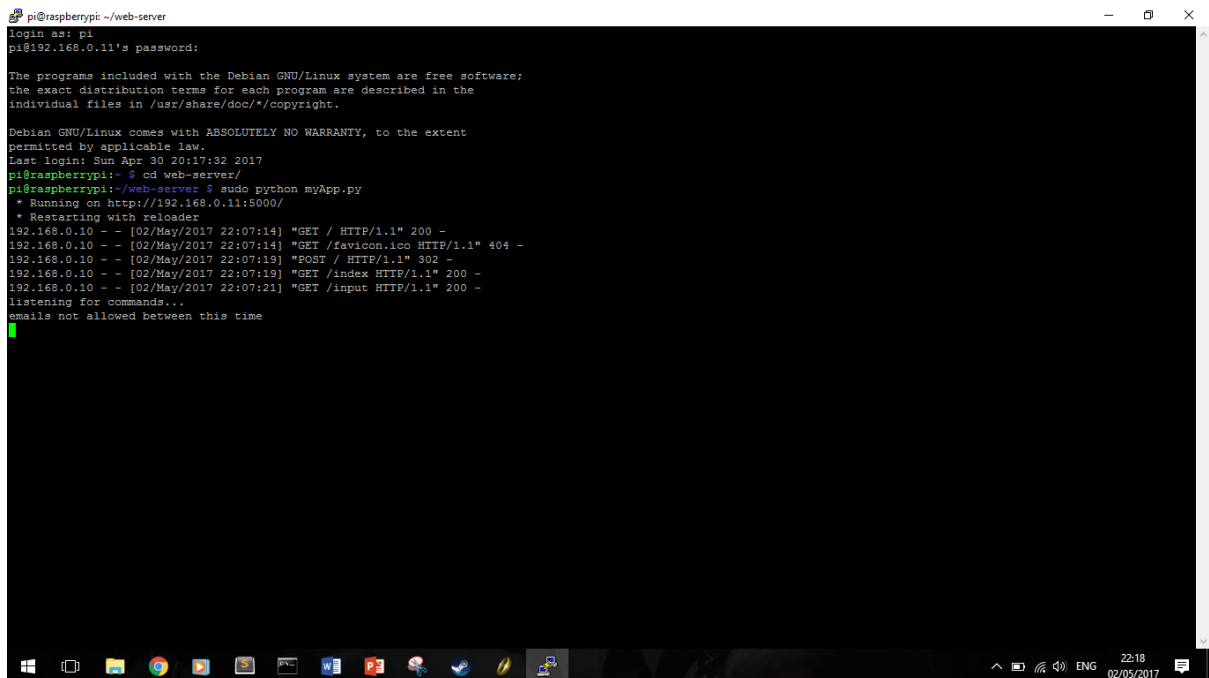 pi@raspberrypi: ~/web-server
login as: pi
pi@192.168.0.11's password:
The programs included with the Debian GNU/Linux system are free software;
the exact distribution terms for each program are described in the
individual files in /usr/share/doc/*/copyright.
Debian GNU/Linux comes with ABSOLUTELY NO WARRANTY, to the extent
permitted by applicable law.
Last login: Sun Apr 30 20:17:32 2017
pi@raspberrypi:~ $ cd web-server/
pi@raspberrypi:~/web-server $ sudo python myApp.py
 * Running on http://192.168.0.11:5000/
 * Restarting with reloader
192.168.0.10 - - [02/May/2017 22:07:14] "GET / HTTP/1.1" 200 -
192.168.0.10 - - [02/May/2017 22:07:14] "GET /favicon.ico HTTP/1.1" 404 -
192.168.0.10 - - [02/May/2017 22:07:19] "POST / HTTP/1.1" 302 -
192.168.0.10 - - [02/May/2017 22:07:19] "GET /index HTTP/1.1" 200 -
192.168.0.10 - - [02/May/2017 22:07:21] "GET /input HTTP/1.1" 200 -
listening for commands...
emails not allowed between this time
ENG
22:18
02/05/2017